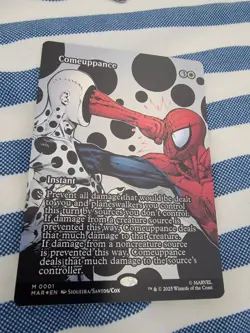 Comeuppance
Instant
Prevent all damage that would be dealt
to you and planeswalkers you control
this turn by sources you don't control.
If damage from a creature source is
prevented this way, Comeuppance deals
that much damage to that creature.
If damage from a noncreature source
is prevented this way, Comeuppance
deals that much damage to the source's
controller.
M 0001
MAR • EN SIQUEIRA/SANTOS/COX
© MARVEL
™ & © 2025 Wizards of the Coast